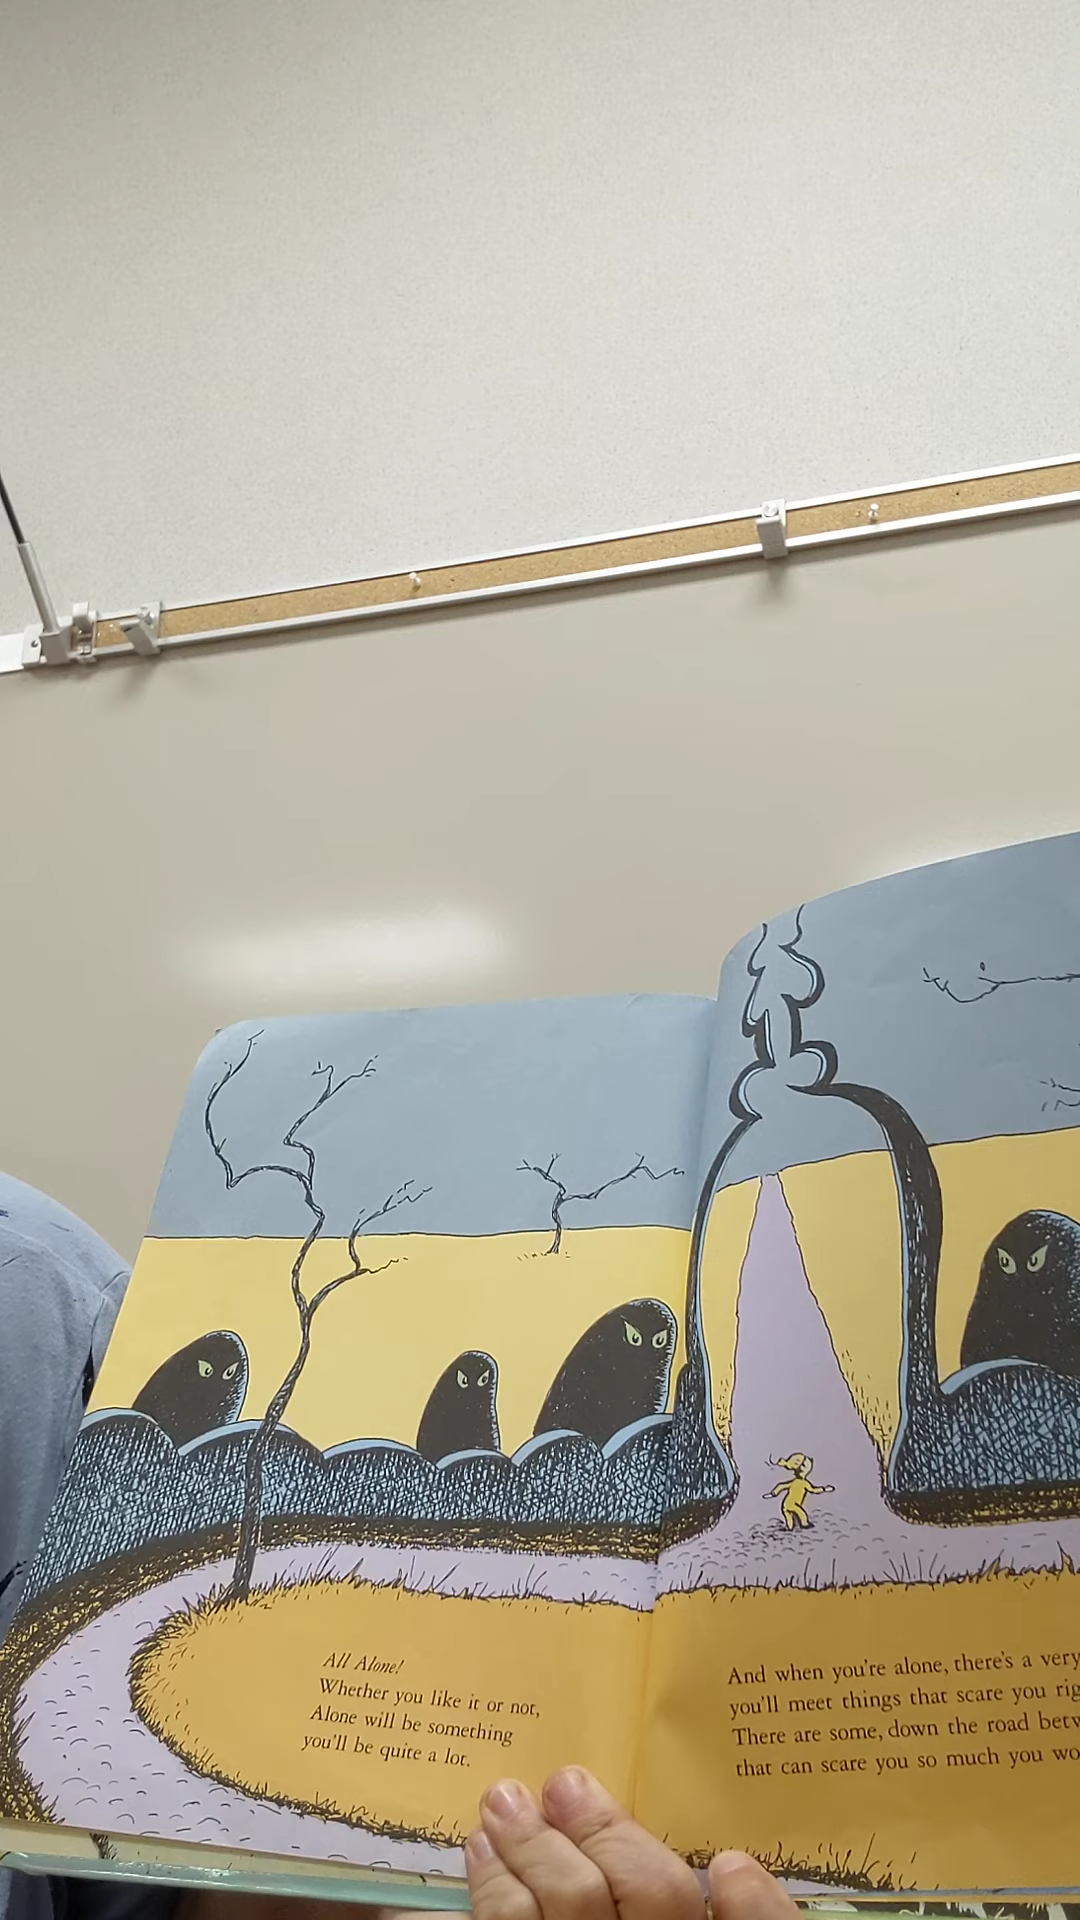 All Alone!
Whether you like it or not,
Alone will be something
you'll be quite a lot.
And when you're alone, there's a very
you'll meet things that scare you
There are some, down the road
that can scare you so much you